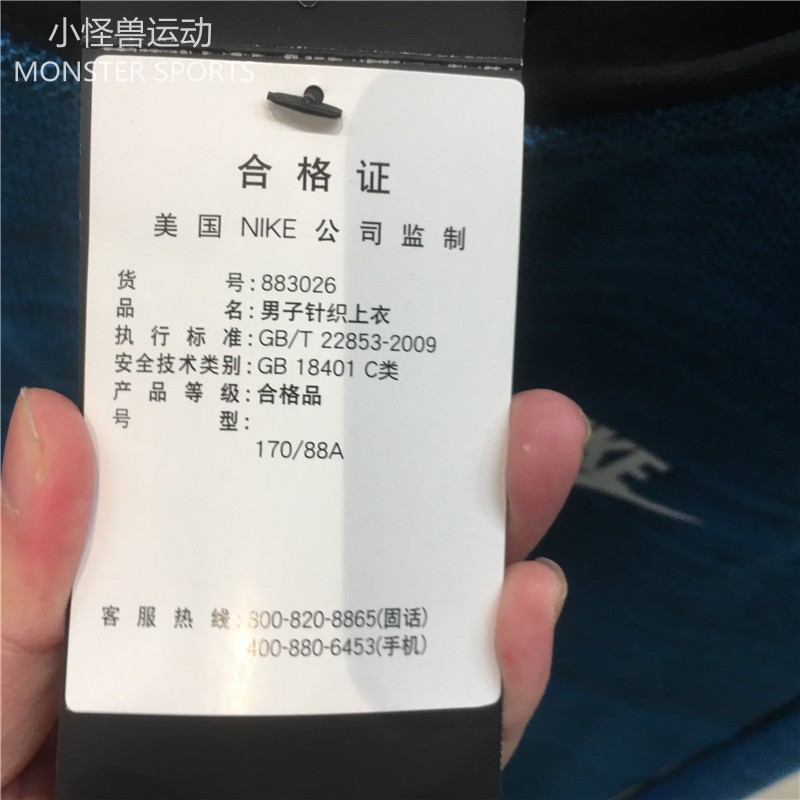 小怪兽运动
MONSTER SPORTS
合格证
美国 NIKE 公司监制
货号:883026
品名:男子针织上衣
执行标准:GB/T 22853-2009
安全技术类别:GB 18401 C类
产品等级:合格品
号型:
170/88A
NIKE
客服热线:800-820-8865(固话)
400-880-6453(手机)